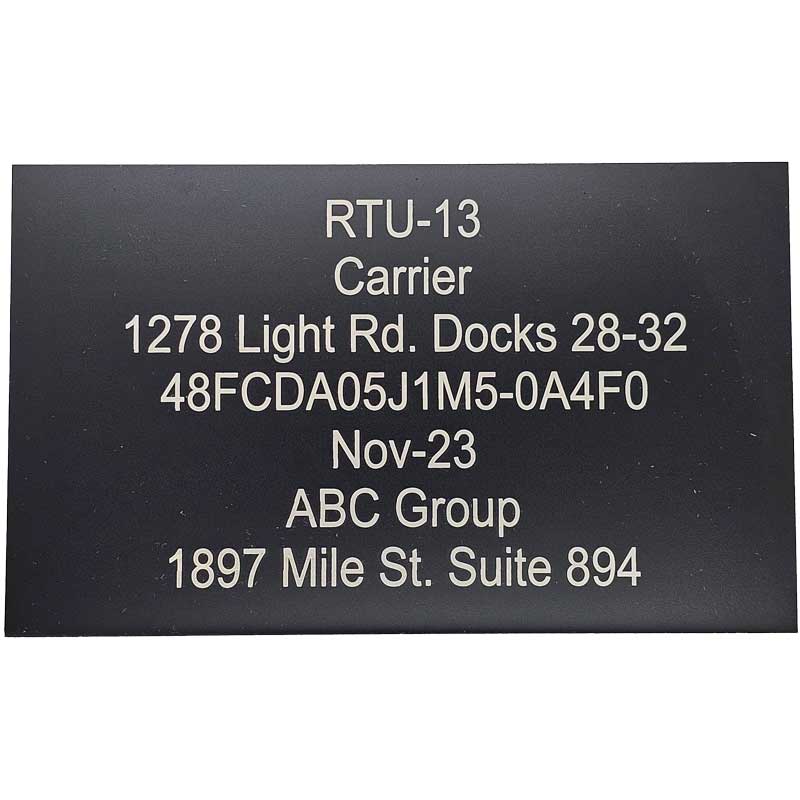 RTU-13
Carrier
1278 Light Rd. Docks 28-32
48FCDA05J1M5-0A4F0
Nov-23
ABC Group
1897 Mile St. Suite 894